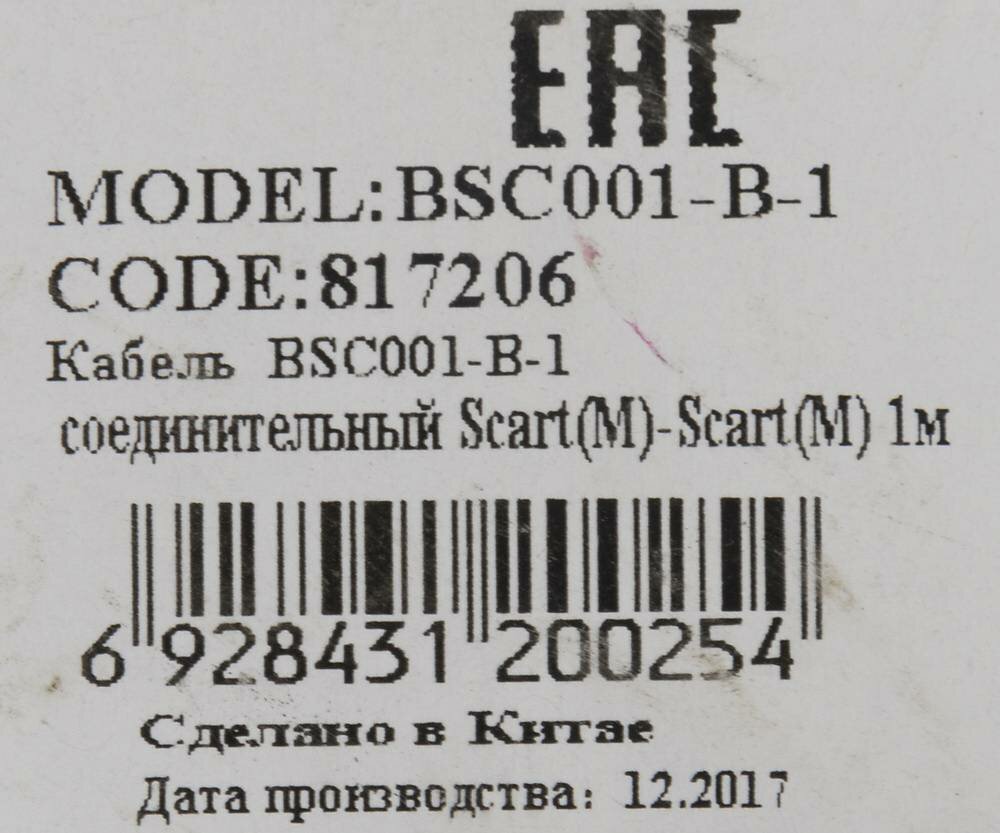 EAC
MODEL:BSC001-B-1
CODE:817206
Кабель BSC001-B-1
соединительный Scart(M)-Scart(M) 1м
6 928431 200254
Сделано в Китае
Дата производства: 12.2017